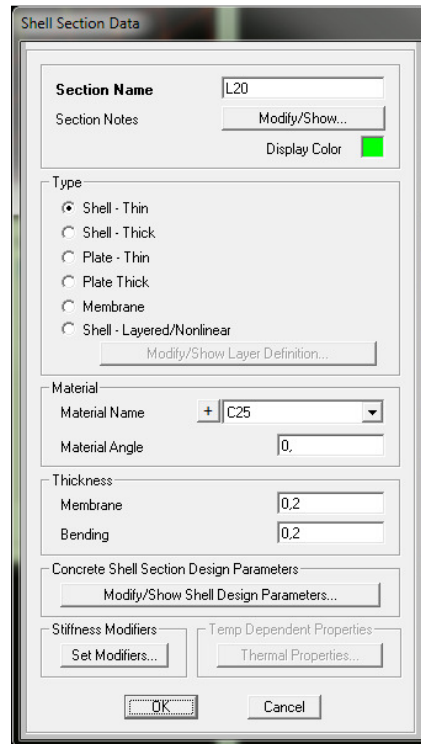 Shell Section Data
Section Name L20
Section Notes Modify/Show...
Display Color
Type
Shell - Thin
Shell - Thick
Plate - Thin
Plate Thick
Membrane
Shell - Layered/Nonlinear
Modify/Show Layer Definition...
Material
Material Name + C25
Material Angle 0,
Thickness
Membrane 0,2
Bending 0,2
Concrete Shell Section Design Parameters
Modify/Show Shell Design Parameters...
Stiffness Modifiers Temp Dependent Properties
Set Modifiers... Thermal Properties...
OK Cancel